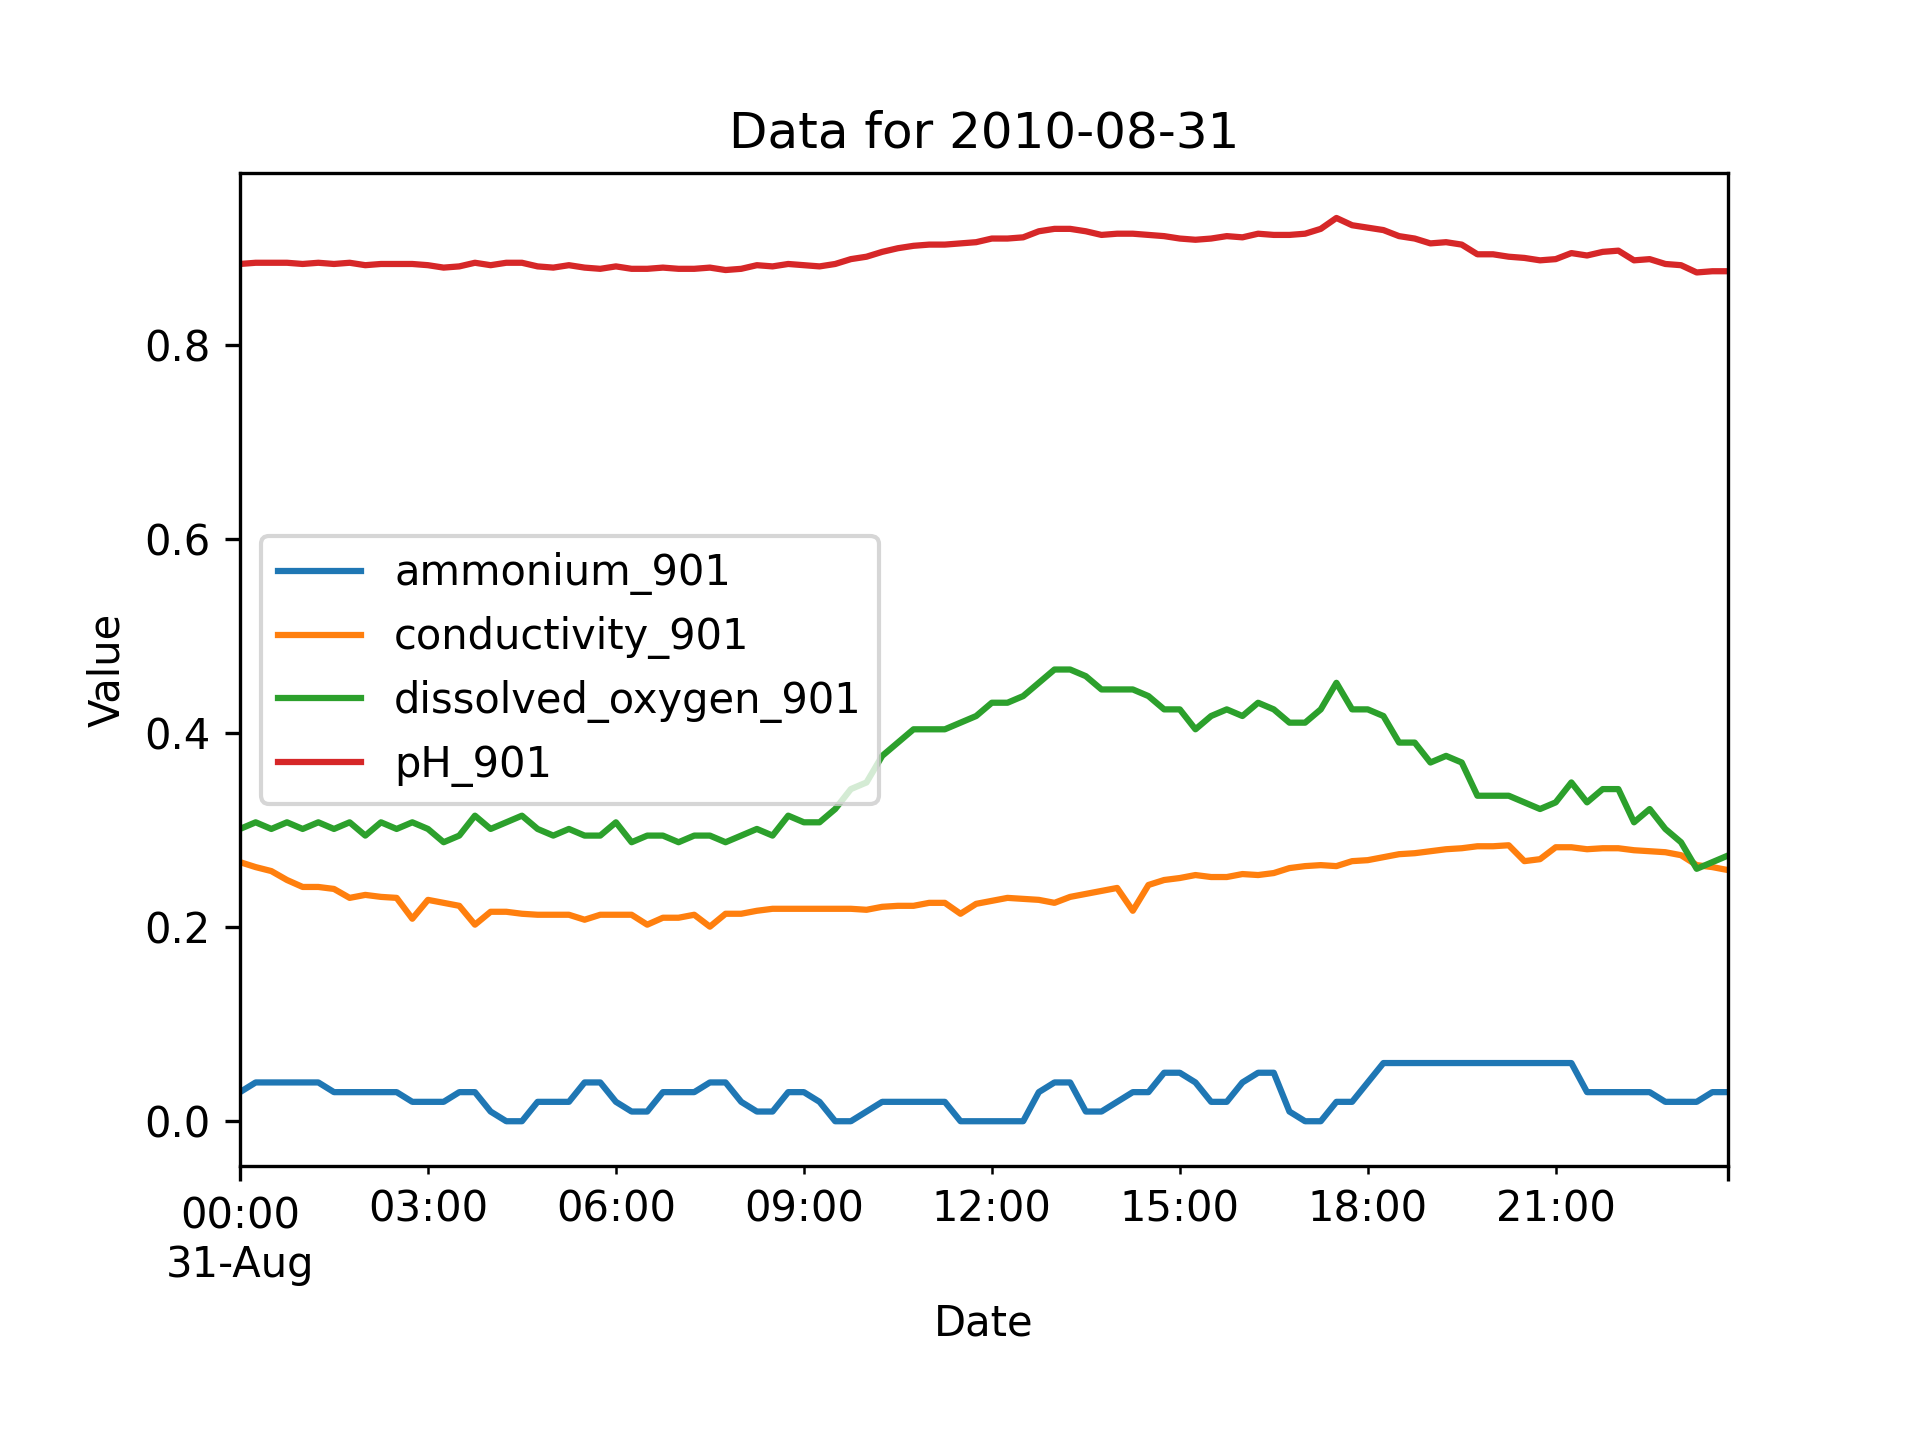 Data for 2010-08-31
Value
0.8
0.6
0.4
0.2
0.0
ammonium_901
conductivity_901
dissolved_oxygen_901
pH_901
00:00 03:00 06:00 09:00 12:00 15:00 18:00 21:00
31-Aug
Date